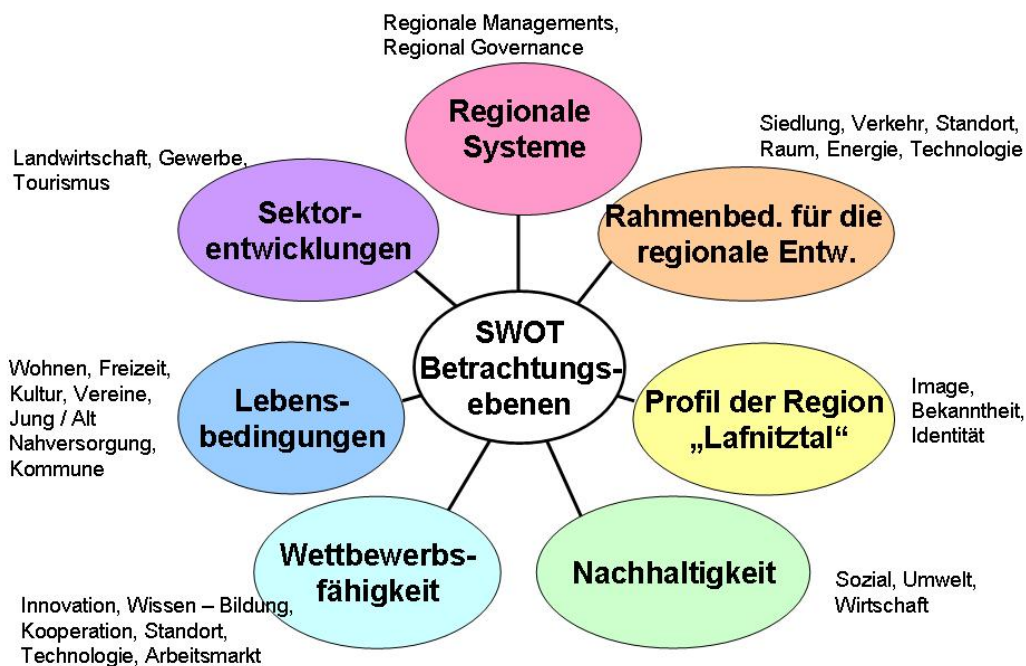 Regionale Managements,
Regional Governance
Regionale
Systeme
Siedlung, Verkehr, Standort,
Raum, Energie, Technologie
Rahmenbed. für die
regionale Entw.
Landwirtschaft, Gewerbe,
Tourismus
Sektor-
entwicklungen
SWOT
Betrachtungs-
ebenen
Wohnen, Freizeit,
Kultur, Vereine,
Jung / Alt
Nahversorgung,
Kommune
Lebens-
bedingungen
Profil der Region
„Lafnitztal“
Image,
Bekanntheit,
Identität
Wettbewerbs-
fähigkeit
Innovation, Wissen – Bildung,
Kooperation, Standort,
Technologie, Arbeitsmarkt
Nachhaltigkeit
Sozial, Umwelt,
Wirtschaft